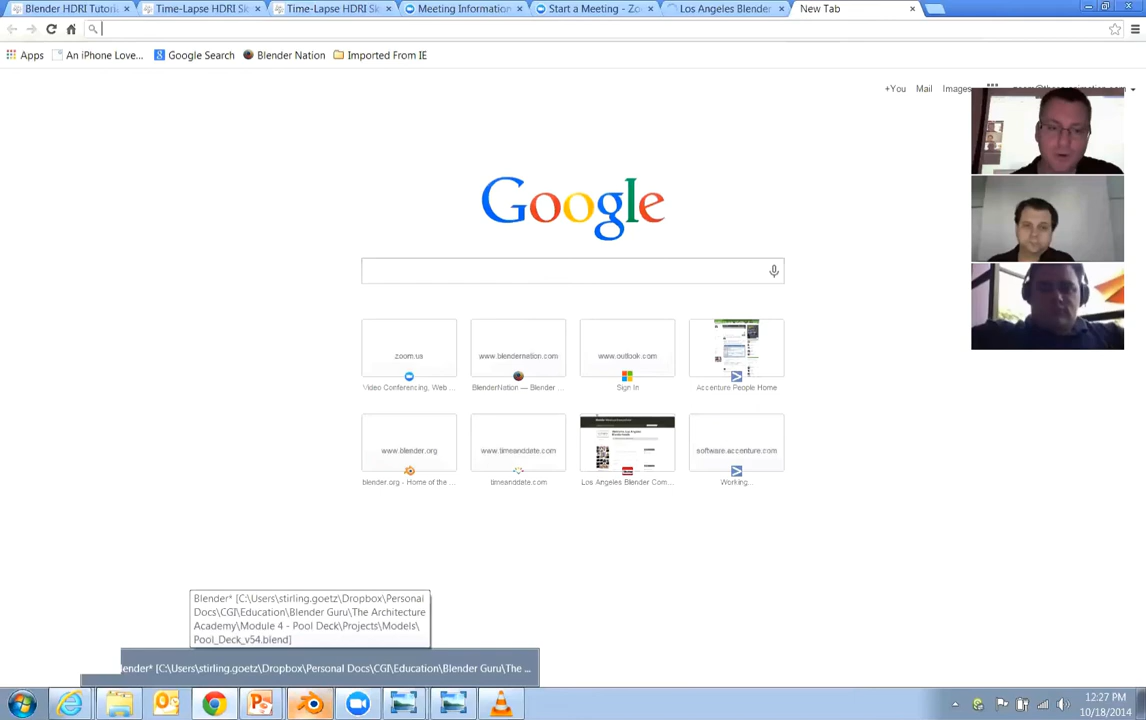 Blender HDRI Tutori
Time-Lapse HDRI Sk
Time-Lapse HDRI Sk
Meeting Information
Start a Meeting - Zo
Los Angeles Blender
New Tab
Apps
An iPhone Love...
Google Search
Blender Nation
Imported From IE
+You
Mail
Images
Google
zoom.us
www.blendernation.com
www.outlook.com
Video Conferencing, Web ...
BlenderNation — Blender ...
Sign In
Accenture People Home
www.blender.org
www.timeanddate.com
software.accenture.com
blender.org - Home of the ...
timeanddate.com
Los Angeles Blender Com...
Working...
Blender* [C:\Users\stirling.goetz\Dropbox\Personal
Docs\CGI\Education\Blender Guru\The Architecture
Academy\Module 4 - Pool Deck\Projects\Models\
Pool_Deck_v54.blend]
lender* [C:\Users\stirling.goetz\Dropbox\Personal Docs\CGI\Education\Blender Guru\The ...
12:27 PM
10/18/2014